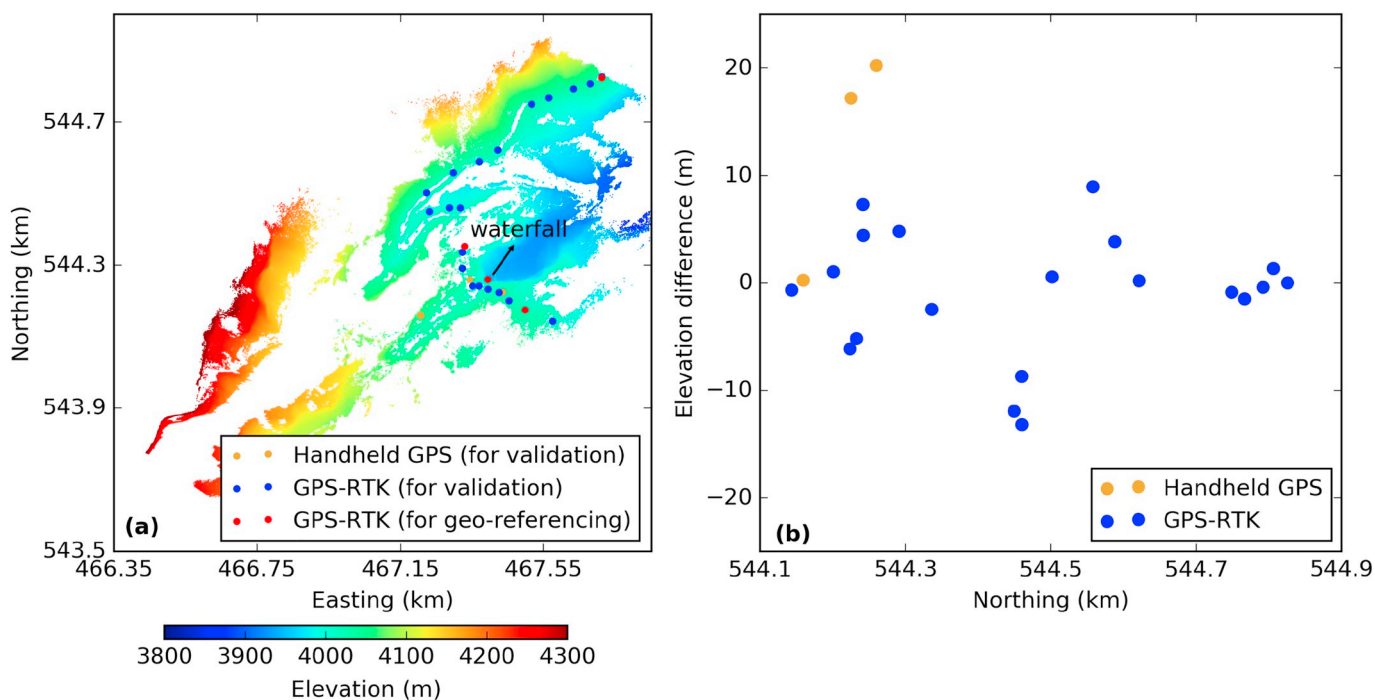 544.7
544.3
543.9
543.5
Northing (km)
waterfall
Handheld GPS (for validation)
GPS-RTK (for validation)
GPS-RTK (for geo-referencing)
(a)
466.35 466.75 467.15 467.55
Easting (km)
3800 3900 4000 4100 4200 4300
Elevation (m)
20
10
0
−10
−20
Elevation difference (m)
Handheld GPS
GPS-RTK
(b)
544.1 544.3 544.5 544.7 544.9
Northing (km)